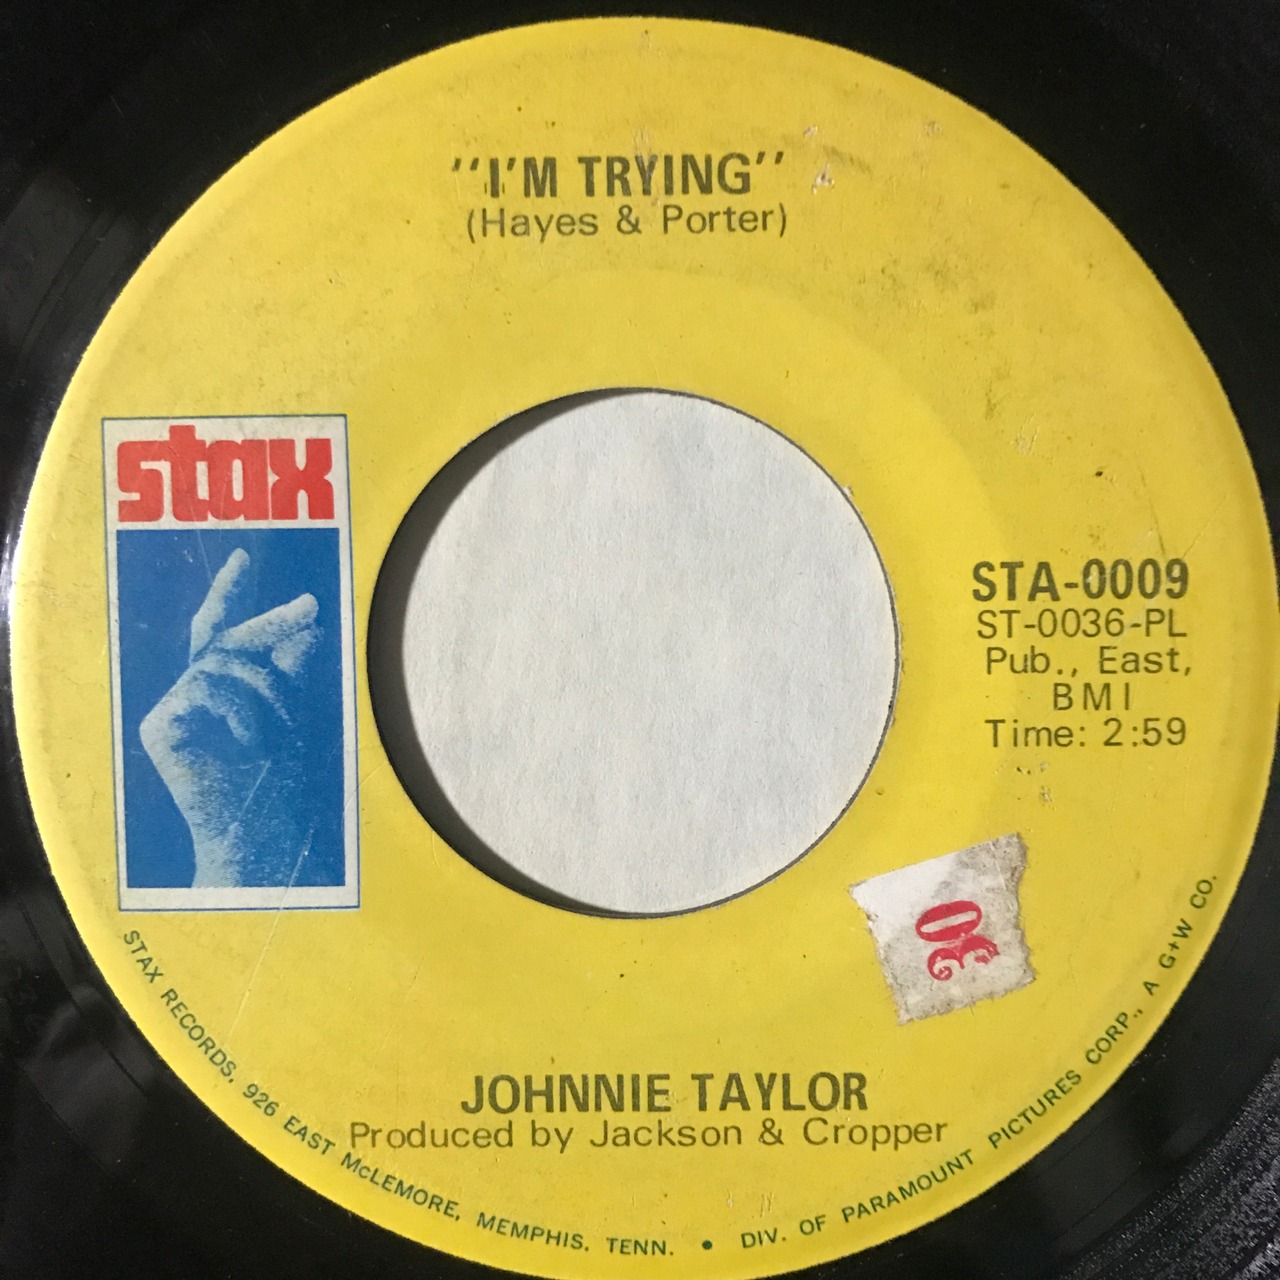 "I'M TRYING"
(Hayes & Porter)
stax
STA-0009
ST-0036-PL
Pub., East,
BMI
Time: 2:59
30
JOHNNIE TAYLOR
Produced by Jackson & Cropper
STAX RECORDS, 926 EAST McLEMORE, MEMPHIS, TENN. • DIV. OF PARAMOUNT PICTURES CORP., A G+W CO.